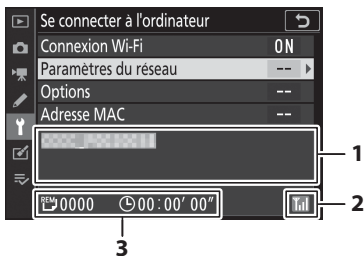 Se connecter à l'ordinateur
Connexion Wi-Fi ON
Paramètres du réseau --
Options --
Adresse MAC --
1
REM 0000 00:00' 00"
2
3